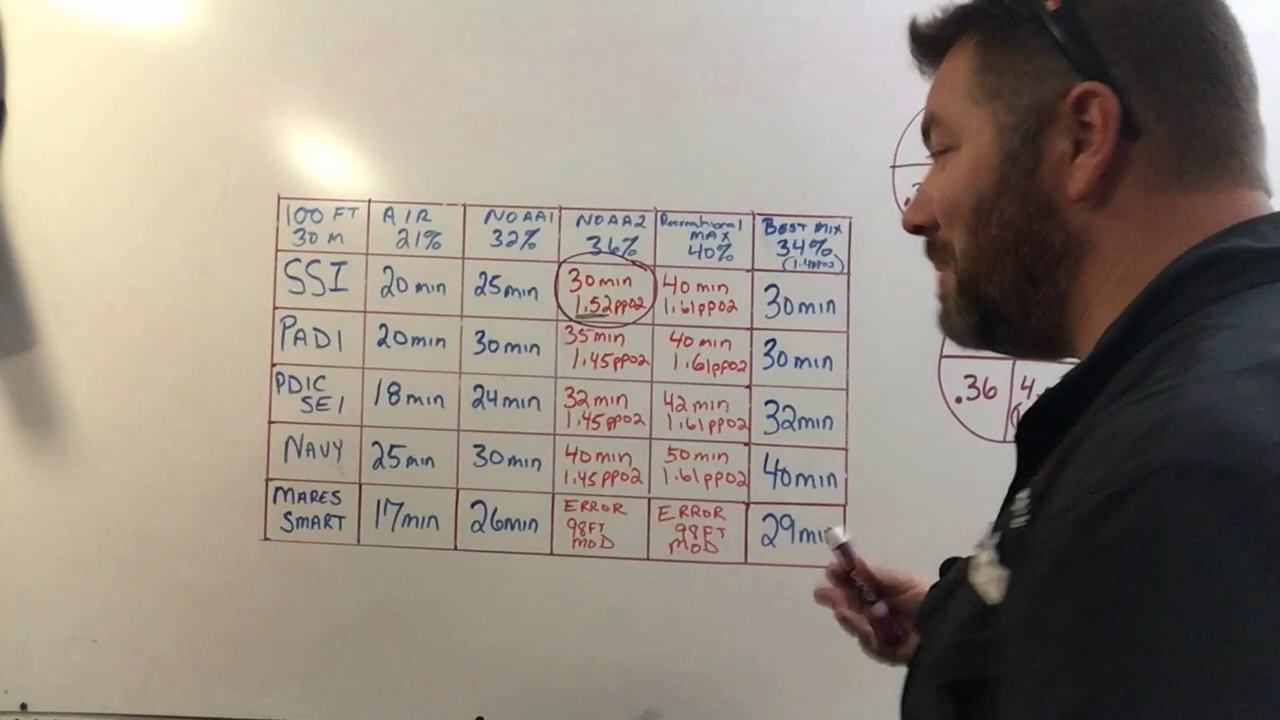 100 FT
30 M
AIR
21%
NOAA1
32%
NOAA2
36%
Recreational
MAX
40%
BEST MIX
34%
(1.4PPO2)
SSI
20min
25min
30min
1.52ppo2
40min
1.61ppo2
30min
PADI
20min
30min
35min
1.45ppo2
40min
1.61ppo2
30min
PDIC
SEI
18min
24min
32min
1.45ppo2
42min
1.61ppo2
32min
NAVY
25min
30min
40min
1.45ppo2
50min
1.61ppo2
40min
MARES
SMART
17min
26min
ERROR
98FT
MOD
ERROR
98FT
MOD
29min
.36
4.